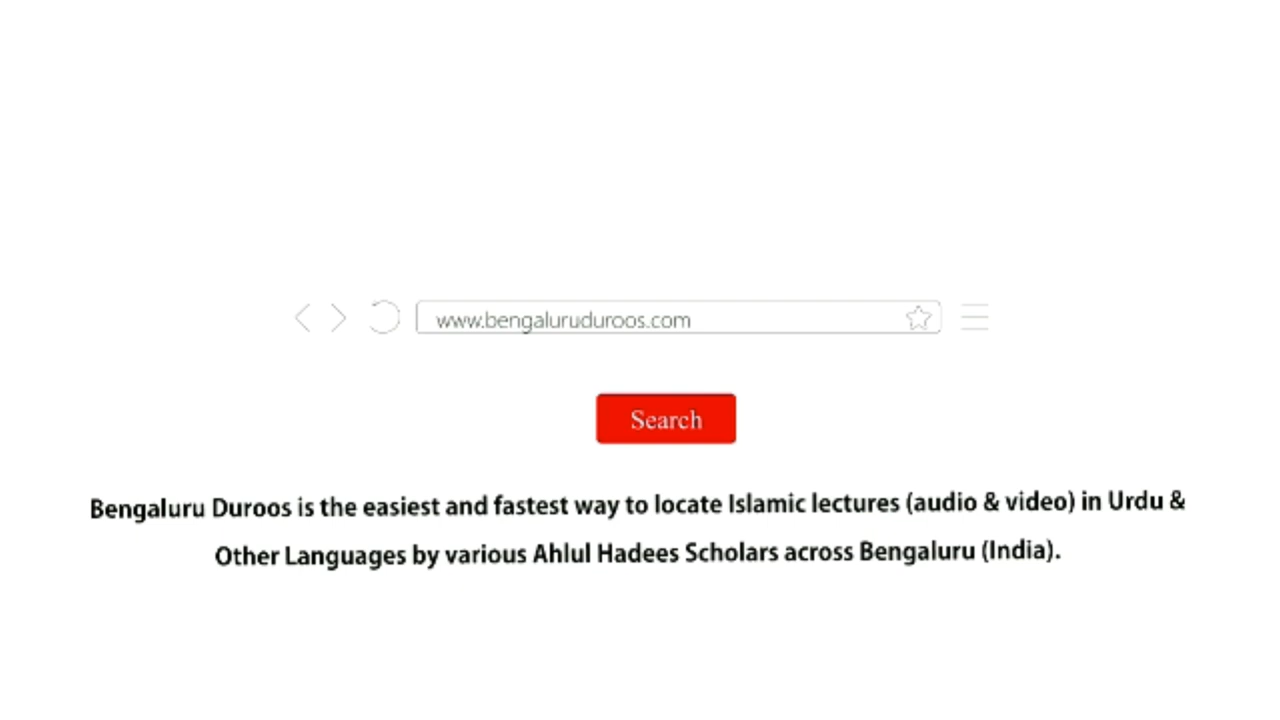 www.bengaluruduroos.com
Search
Bengaluru Duroos is the easiest and fastest way to locate Islamic lectures (audio & video) in Urdu &
Other Languages by various Ahlul Hadees Scholars across Bengaluru (India).